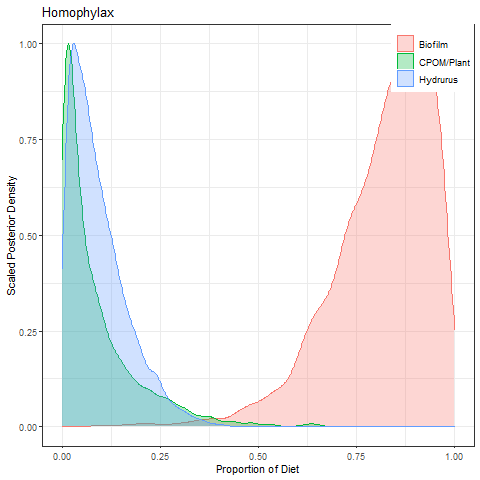 Homophylax
Biofilm
CPOM/Plant
Hydrurus
1.00
0.75
0.50
0.25
0.00
Scaled Posterior Density
0.00 0.25 0.50 0.75 1.00
Proportion of Diet